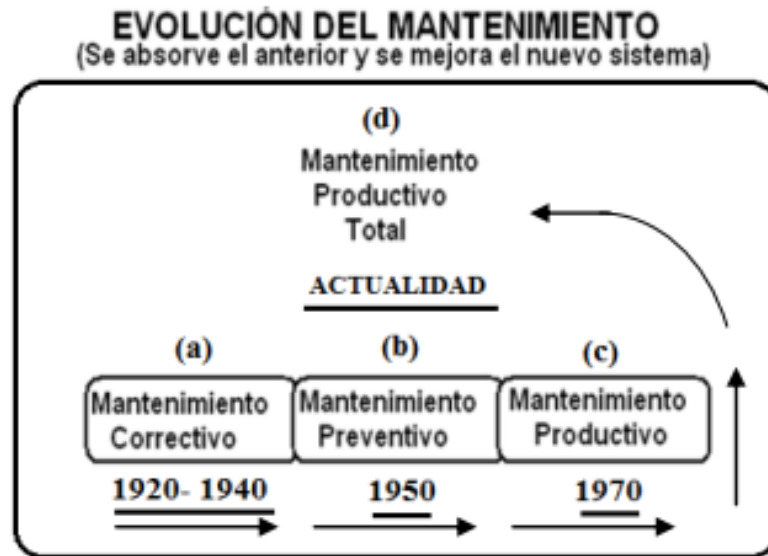 EVOLUCIÓN DEL MANTENIMIENTO
(Se absorve el anterior y se mejora el nuevo sistema)
(d)
Mantenimiento
Productivo
Total
ACTUALIDAD
(a)
Mantenimiento
Correctivo
1920- 1940
(b)
Mantenimiento
Preventivo
1950
(c)
Mantenimiento
Productivo
1970